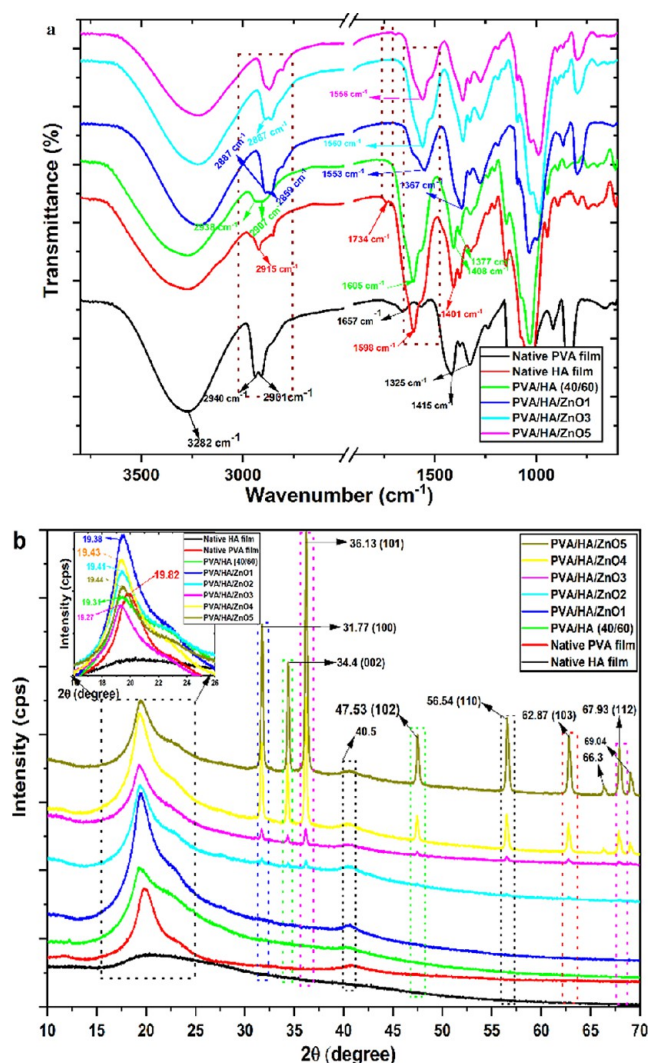 a
Transmittance (%)
2887 cm-1
2887 cm-1
2859 cm-1
2938 cm-1
2907 cm-1
2915 cm-1
2940 cm-1
2901 cm-1
3282 cm-1
1556 cm-1
1560 cm-1
1553 cm-1
1367 cm-1
1734 cm-1
1377 cm-1
1408 cm-1
1605 cm-1
1401 cm-1
1657 cm-1
1598 cm-1
1325 cm-1
1415 cm-1
Native PVA film
Native HA film
PVA/HA (40/60)
PVA/HA/ZnO1
PVA/HA/ZnO3
PVA/HA/ZnO5
3500 3000 2500 1500 1000
Wavenumber (cm-1)
b
Intensity (cps)
Intensity (cps)
19.38
19.43
19.41
19.44
19.31
19.27
19.82
Native HA film
Native PVA film
PVA/HA (40/60)
PVA/HA/ZnO1
PVA/HA/ZnO2
PVA/HA/ZnO3
PVA/HA/ZnO4
PVA/HA/ZnO5
18 20 22 24 26
2θ (degree)
36.13 (101)
31.77 (100)
34.4 (002)
47.53 (102)
40.5
56.54 (110)
62.87 (103)
67.93 (112)
69.04
66.3
PVA/HA/ZnO5
PVA/HA/ZnO4
PVA/HA/ZnO3
PVA/HA/ZnO2
PVA/HA/ZnO1
PVA/HA (40/60)
Native PVA film
Native HA film
10 15 20 25 30 35 40 45 50 55 60 65 70
2θ (degree)